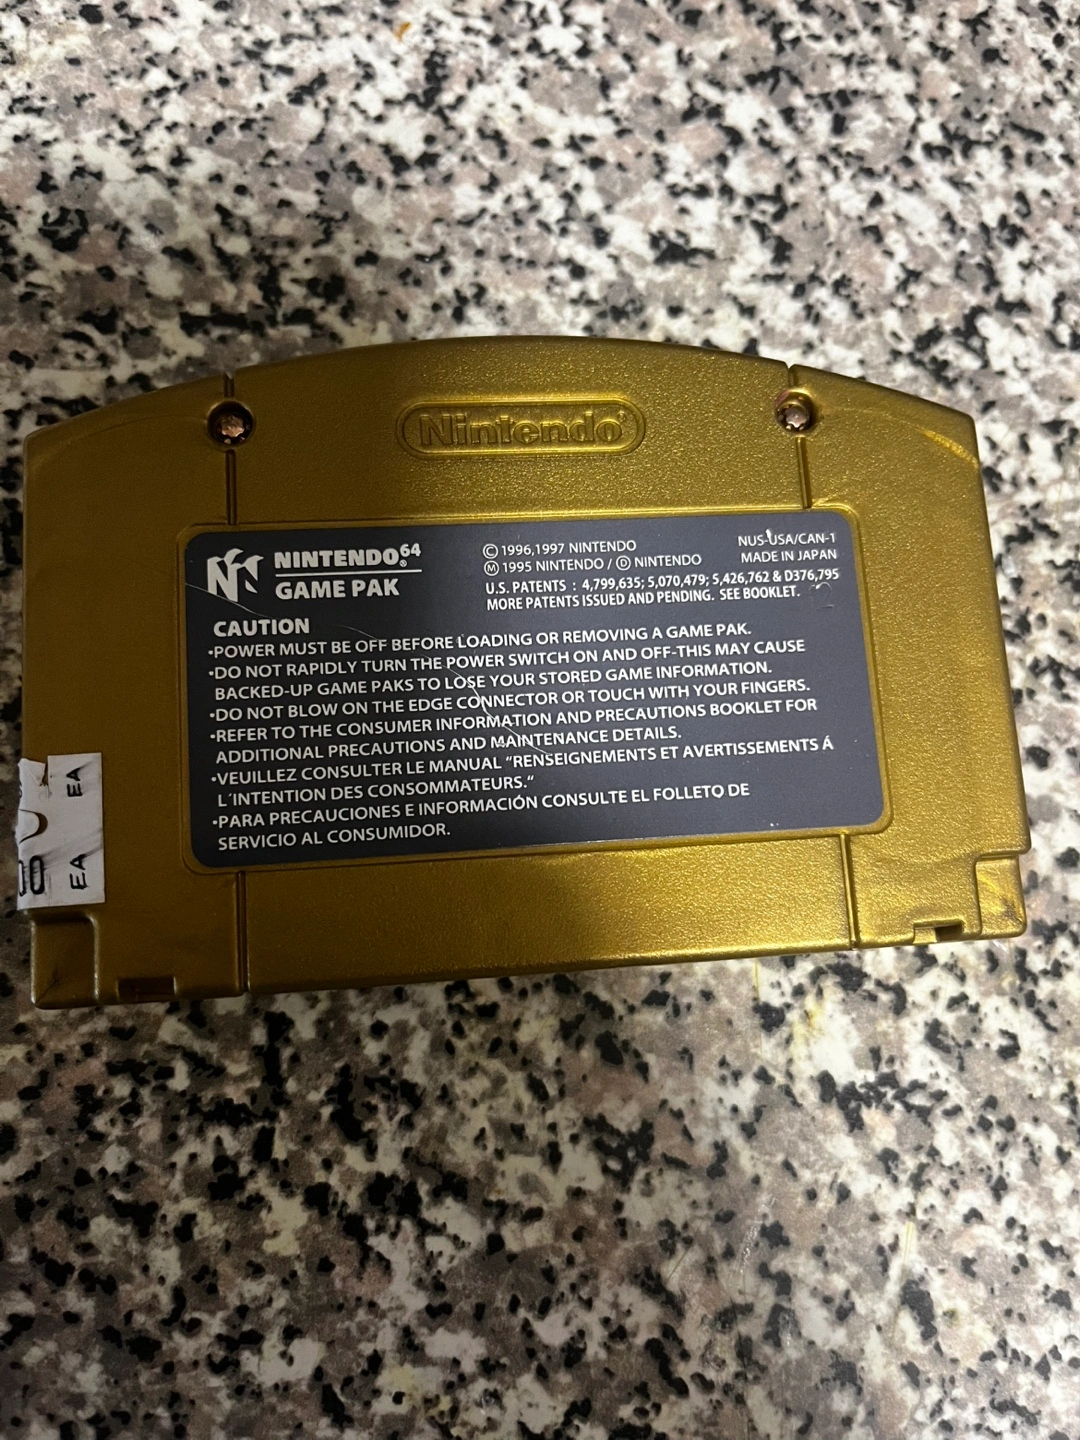 Nintendo®
NINTENDO⁶⁴®
GAME PAK
© 1996,1997 NINTENDO
Ⓜ 1995 NINTENDO / Ⓓ NINTENDO
U.S. PATENTS : 4,799,635; 5,070,479; 5,426,762 & D376,795
MORE PATENTS ISSUED AND PENDING. SEE BOOKLET.
NUS-USA/CAN-1
MADE IN JAPAN
CAUTION
•POWER MUST BE OFF BEFORE LOADING OR REMOVING A GAME PAK.
•DO NOT RAPIDLY TURN THE POWER SWITCH ON AND OFF-THIS MAY CAUSE
BACKED-UP GAME PAKS TO LOSE YOUR STORED GAME INFORMATION.
•DO NOT BLOW ON THE EDGE CONNECTOR OR TOUCH WITH YOUR FINGERS.
•REFER TO THE CONSUMER INFORMATION AND PRECAUTIONS BOOKLET FOR
ADDITIONAL PRECAUTIONS AND MAINTENANCE DETAILS.
•VEUILLEZ CONSULTER LE MANUAL "RENSEIGNEMENTS ET AVERTISSEMENTS Á
L'INTENTION DES CONSOMMATEURS."
•PARA PRECAUCIONES E INFORMACIÓN CONSULTE EL FOLLETO DE
SERVICIO AL CONSUMIDOR.
EA
EA